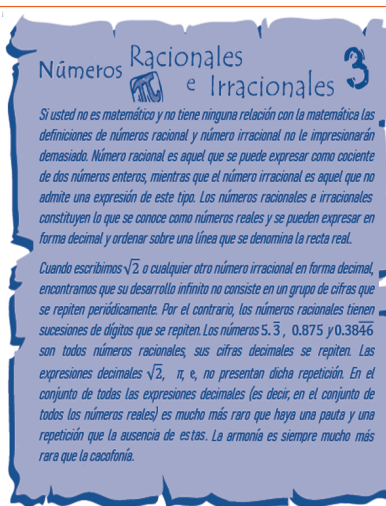 Números Racionales
e Irracionales 3
Si usted no es matemático y no tiene ninguna relación con la matemática las
definiciones de números racional y número irracional no le impresionarán
demasiado. Número racional es aquel que se puede expresar como cociente
de dos números enteros, mientras que el número irracional es aquel que no
admite una expresión de este tipo. Los números racionales e irracionales
constituyen lo que se conoce como números reales y se pueden expresar en
forma decimal y ordenar sobre una línea que se denomina la recta real.
Cuando escribimos √2 o cualquier otro número irracional en forma decimal,
encontramos que su desarrollo infinito no consiste en un grupo de cifras que
se repiten periódicamente. Por el contrario, los números racionales tienen
sucesiones de dígitos que se repiten. Los números 5.3̅ , 0.875 y 0.384̅6̅
son todos números racionales, sus cifras decimales se repiten. Las
expresiones decimales √2, π, e, no presentan dicha repetición. En el
conjunto de todas las expresiones decimales (es decir, en el conjunto de
todos los números reales) es mucho más raro que haya una pauta y una
repetición que la ausencia de estas. La armonía es siempre mucho más
rara que la cacofonía.